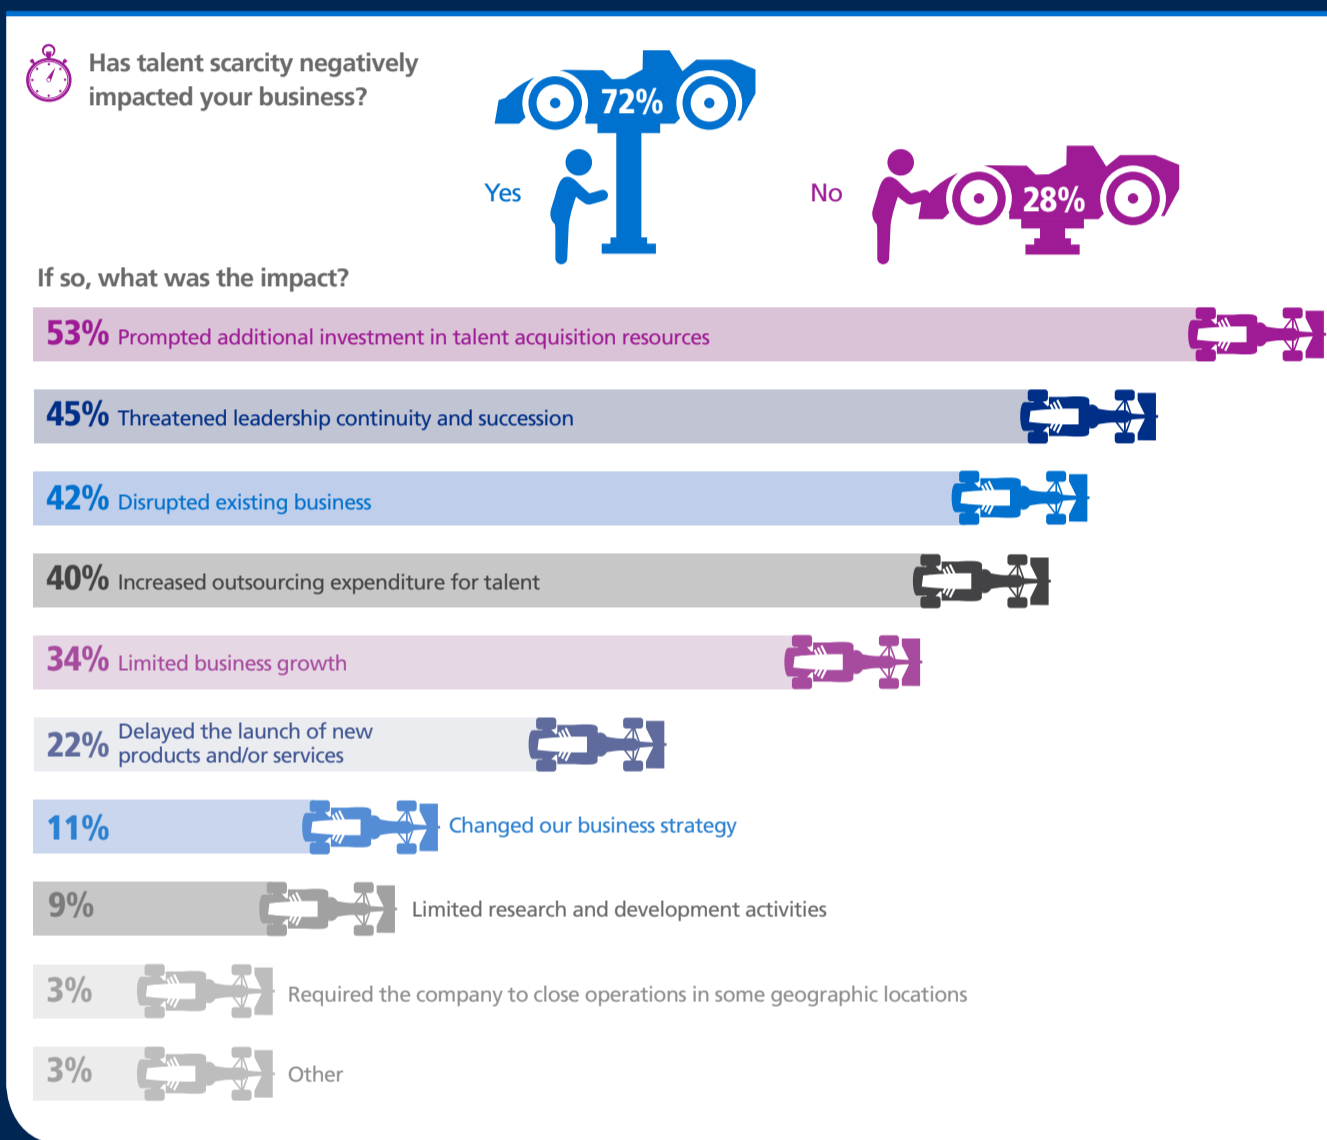 Has talent scarcity negatively
impacted your business?
72%
Yes
No
28%
If so, what was the impact?
53% Prompted additional investment in talent acquisition resources
45% Threatened leadership continuity and succession
42% Disrupted existing business
40% Increased outsourcing expenditure for talent
34% Limited business growth
22% Delayed the launch of new
products and/or services
11% Changed our business strategy
9% Limited research and development activities
3% Required the company to close operations in some geographic locations
3% Other